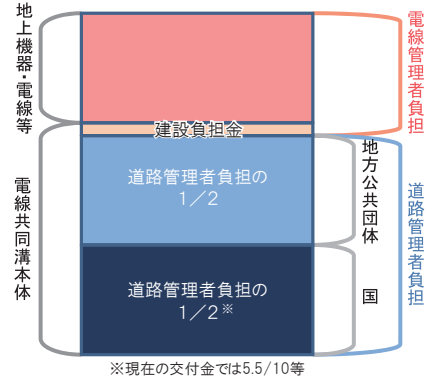 地上機器・電線等
電線共同溝本体
建設負担金
道路管理者負担の
1／2
道路管理者負担の
1／2※
地方公共団体
国
電線管理者負担
道路管理者負担
※現在の交付金では5.5/10等